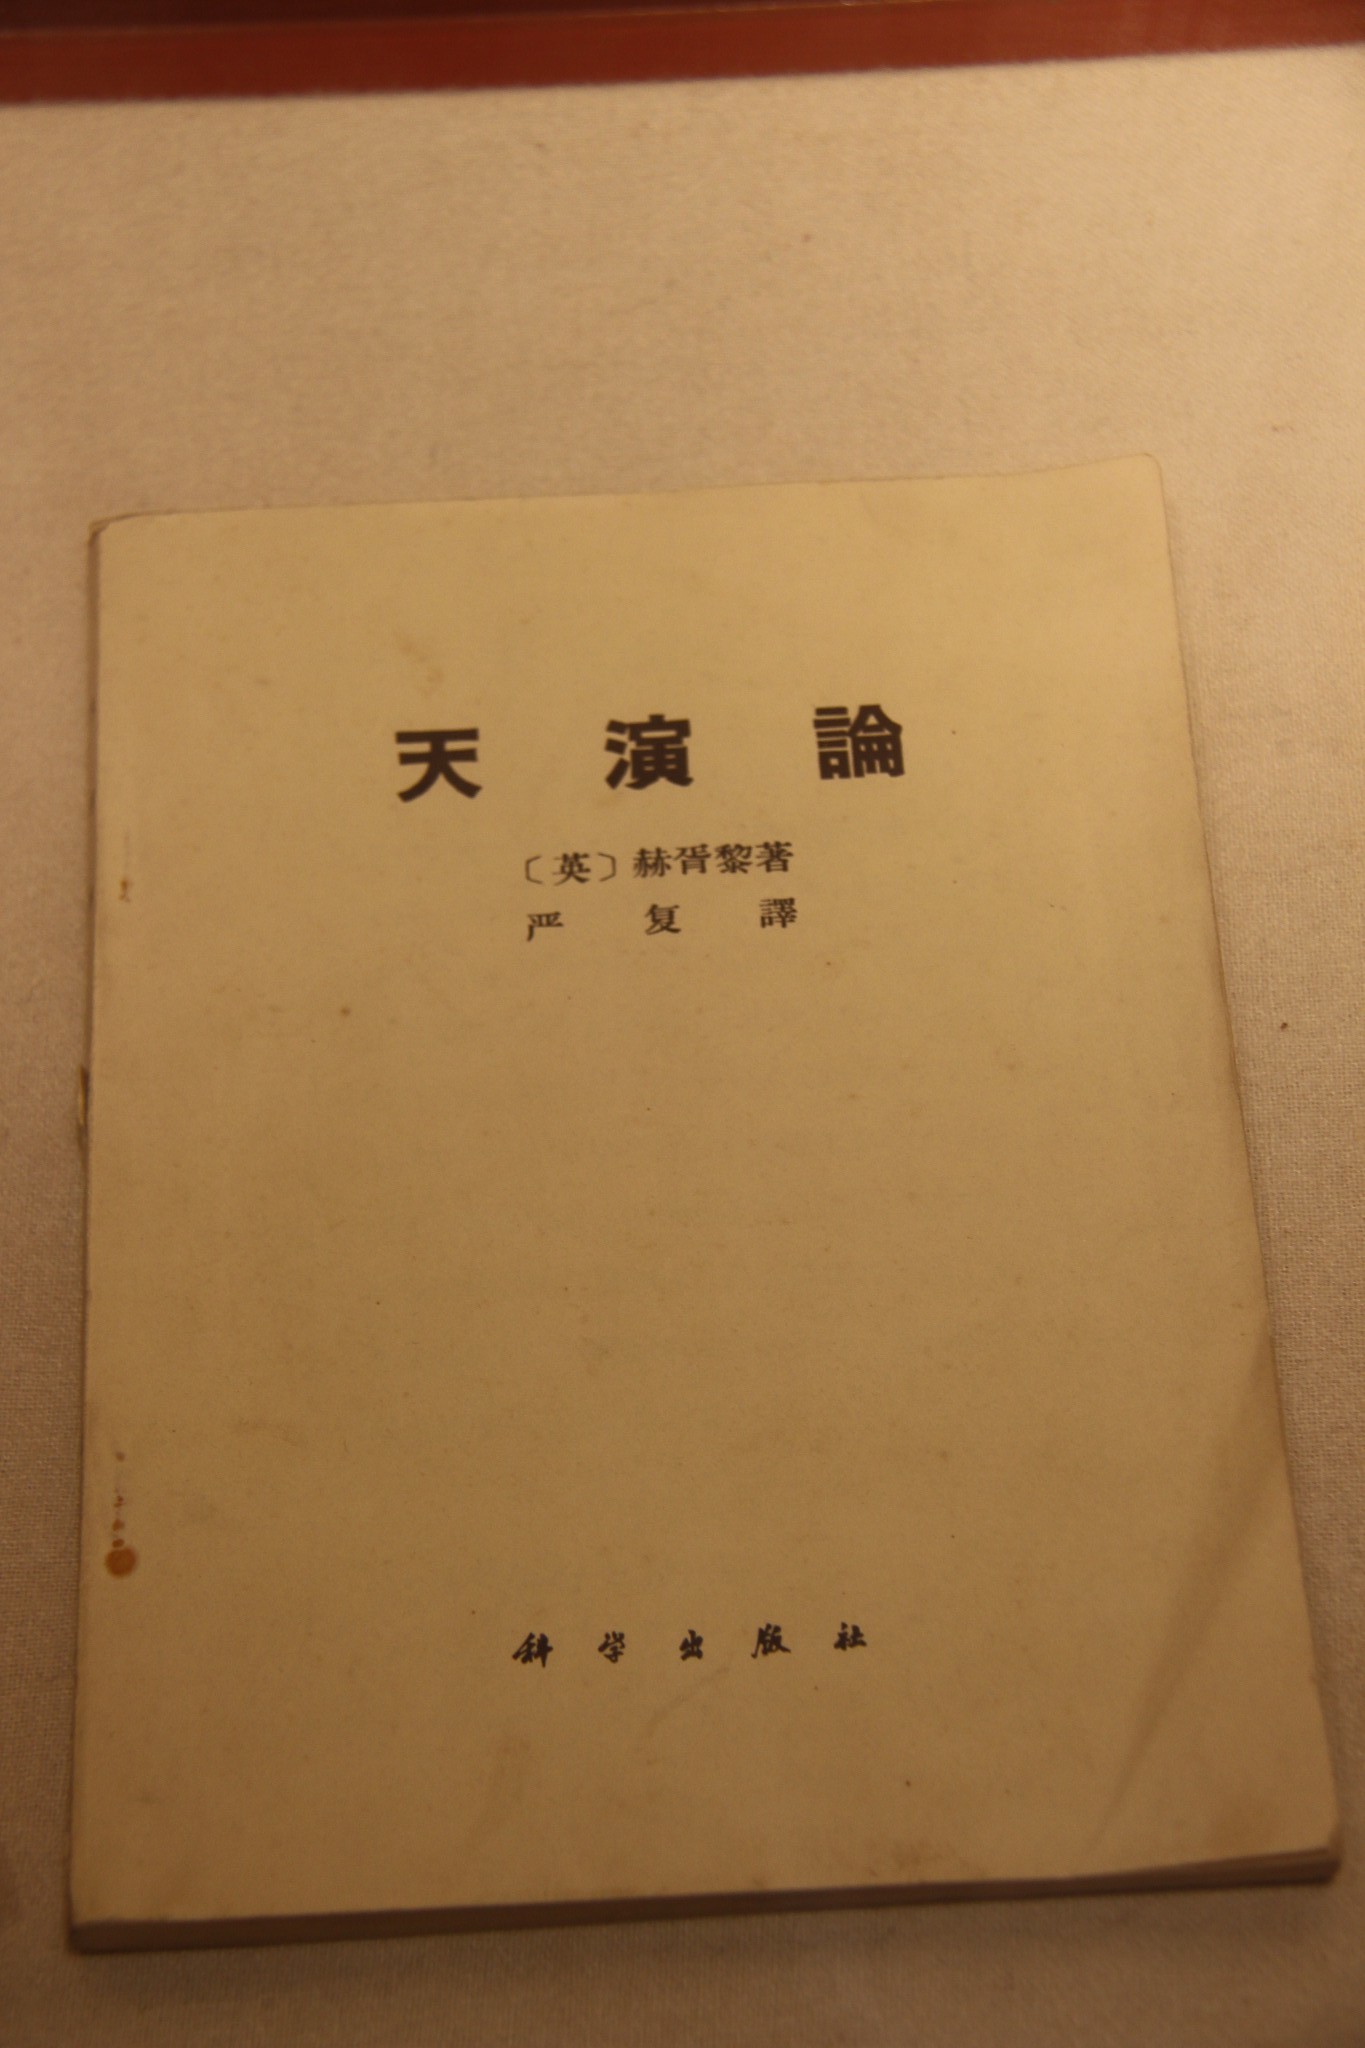 天演論
〔英〕赫胥黎著
严复譯
科学出版社